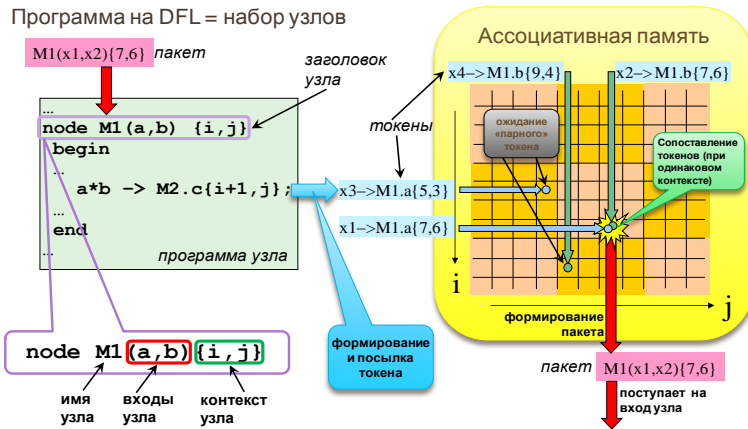 Программа на DFL = набор узлов
M1(x1,x2){7,6} пакет
заголовок
узла
...
node M1(a,b) {i,j}
begin
...
a*b –> M2.c{i+1,j};
...
end
...
программа узла
node M1(a,b){i,j}
имя
узла
входы
узла
контекст
узла
токены
формирование
и посылка
токена
Ассоциативная память
x4–>M1.b{9,4}
x2–>M1.b{7,6}
ожидание
«парного»
токена
Сопоставление
токенов (при
одинаковом
контексте)
x3–>M1.a{5,3}
x1–>M1.a{7,6}
i
j
формирование
пакета
пакет M1(x1,x2){7,6}
поступает на
вход узла